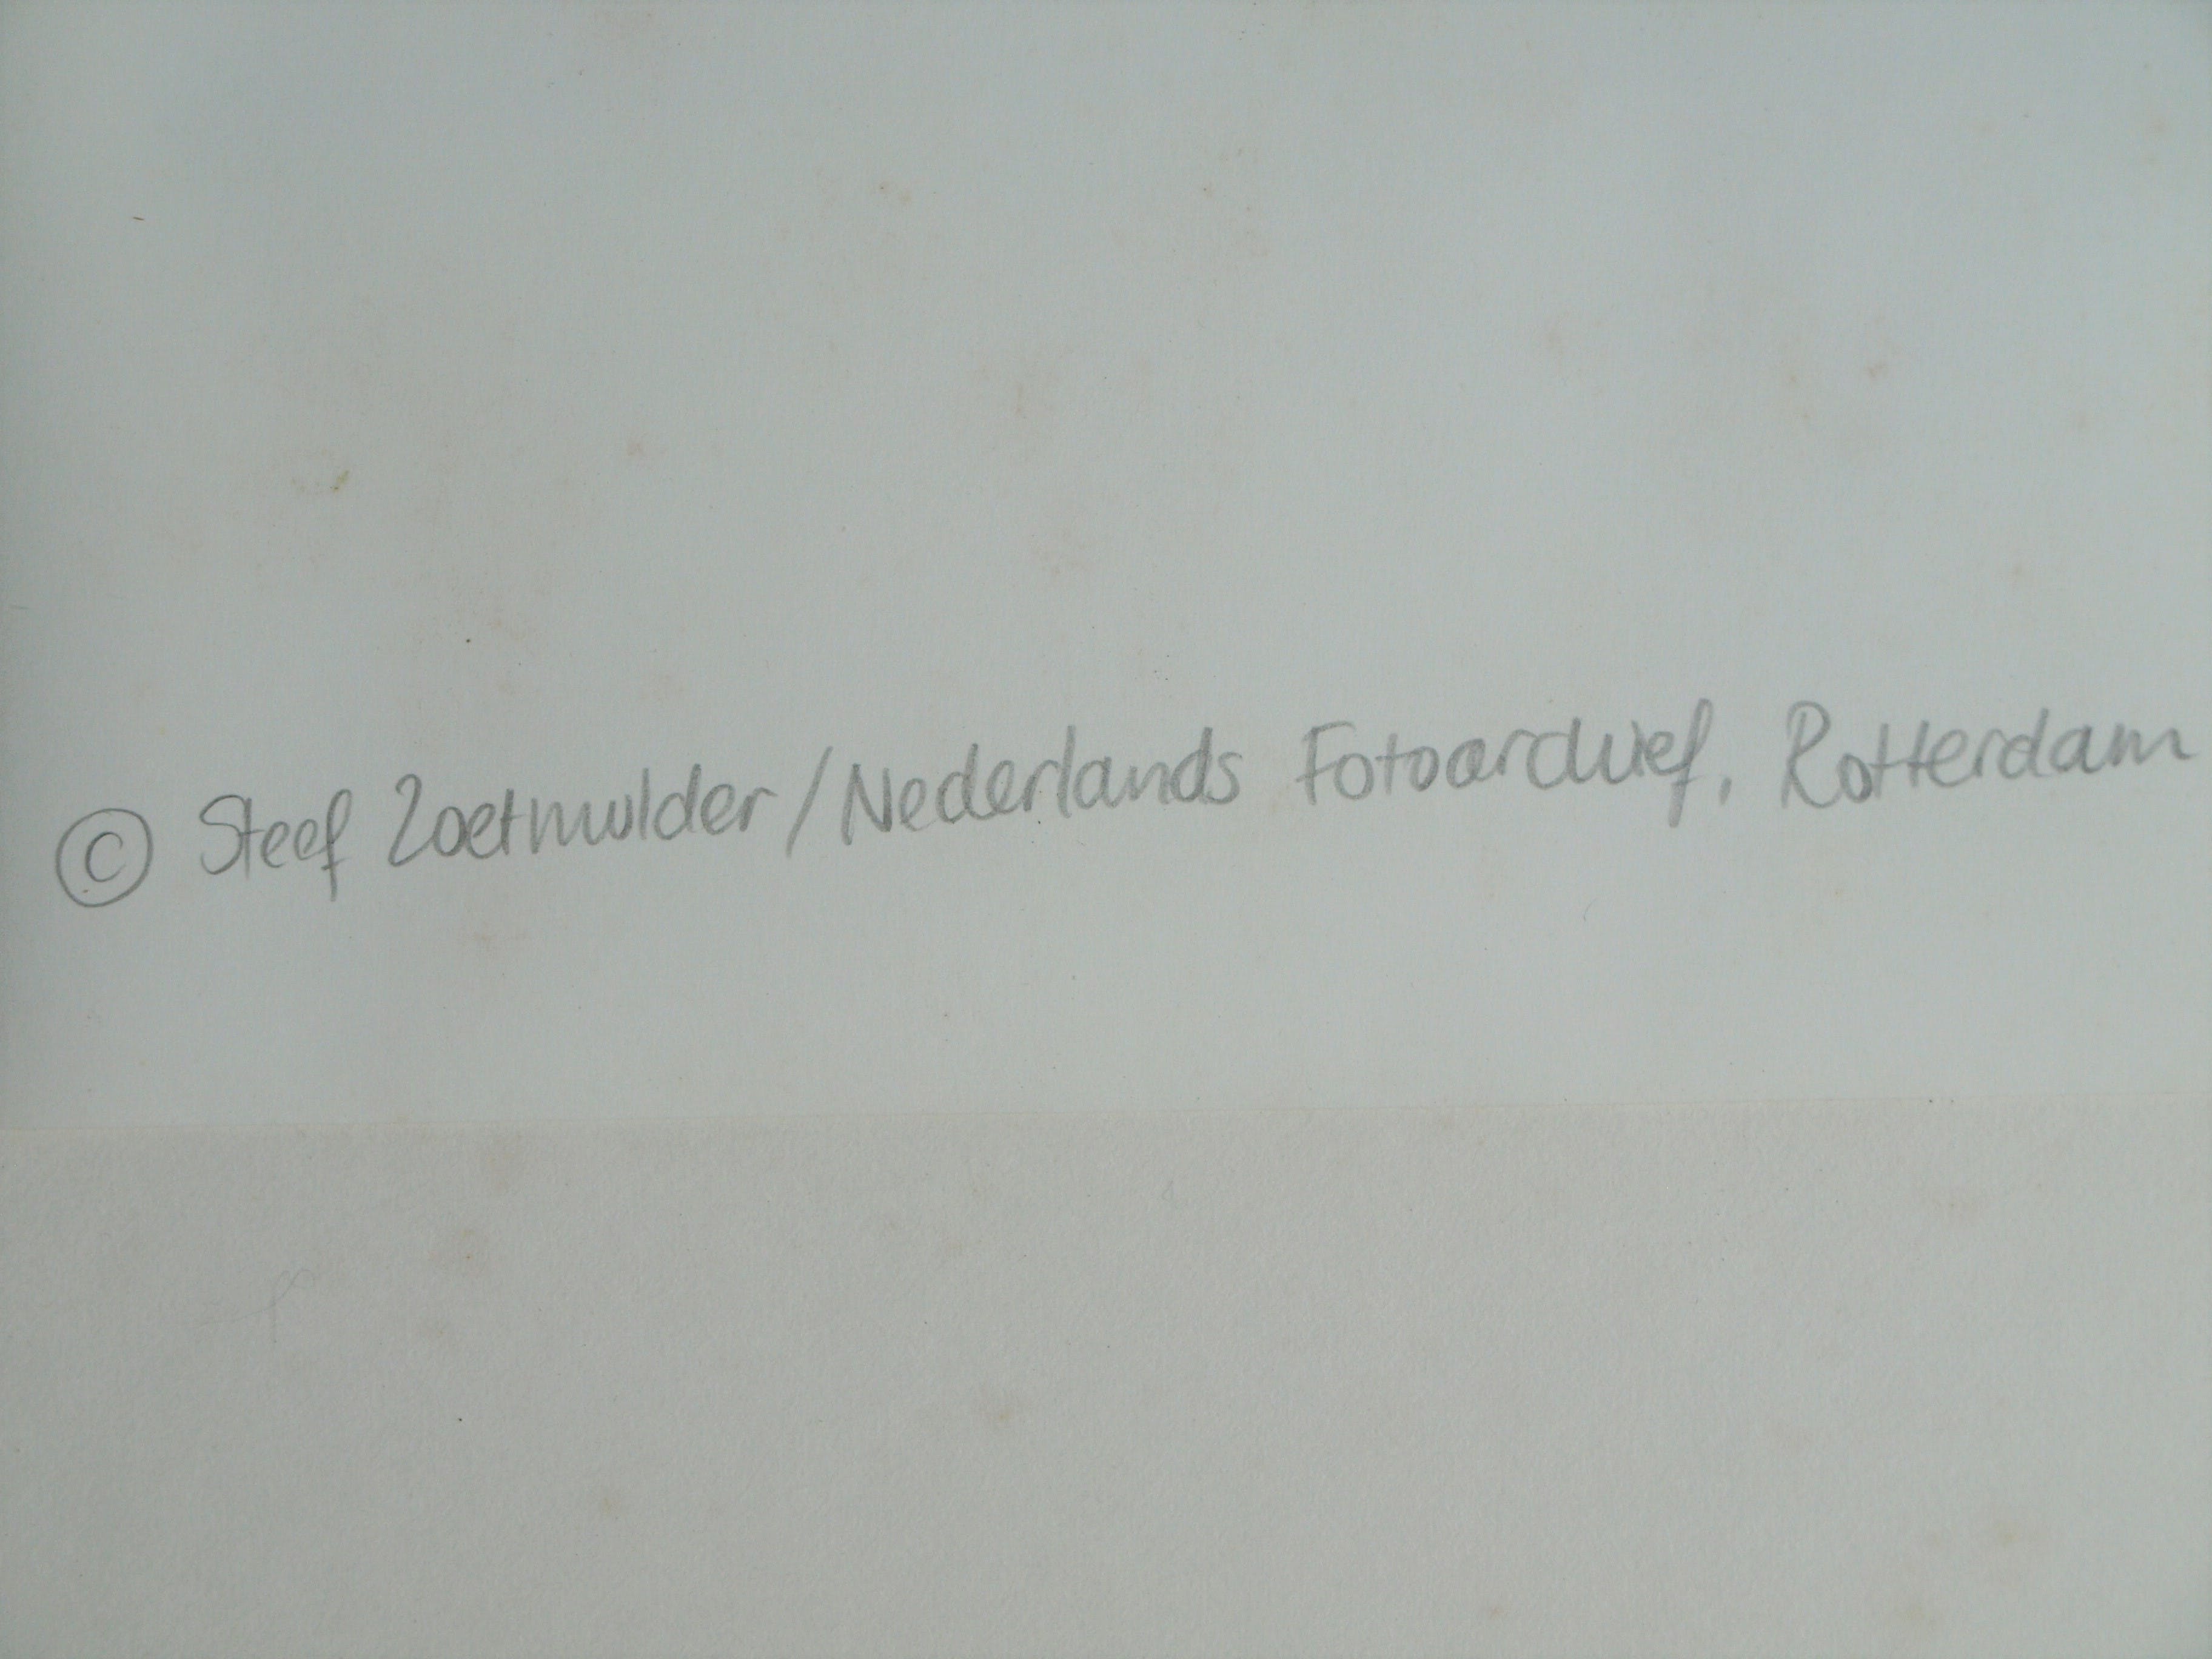 © Steef Zoetmulder/Nederlands Fotoarchief, Rotterdam